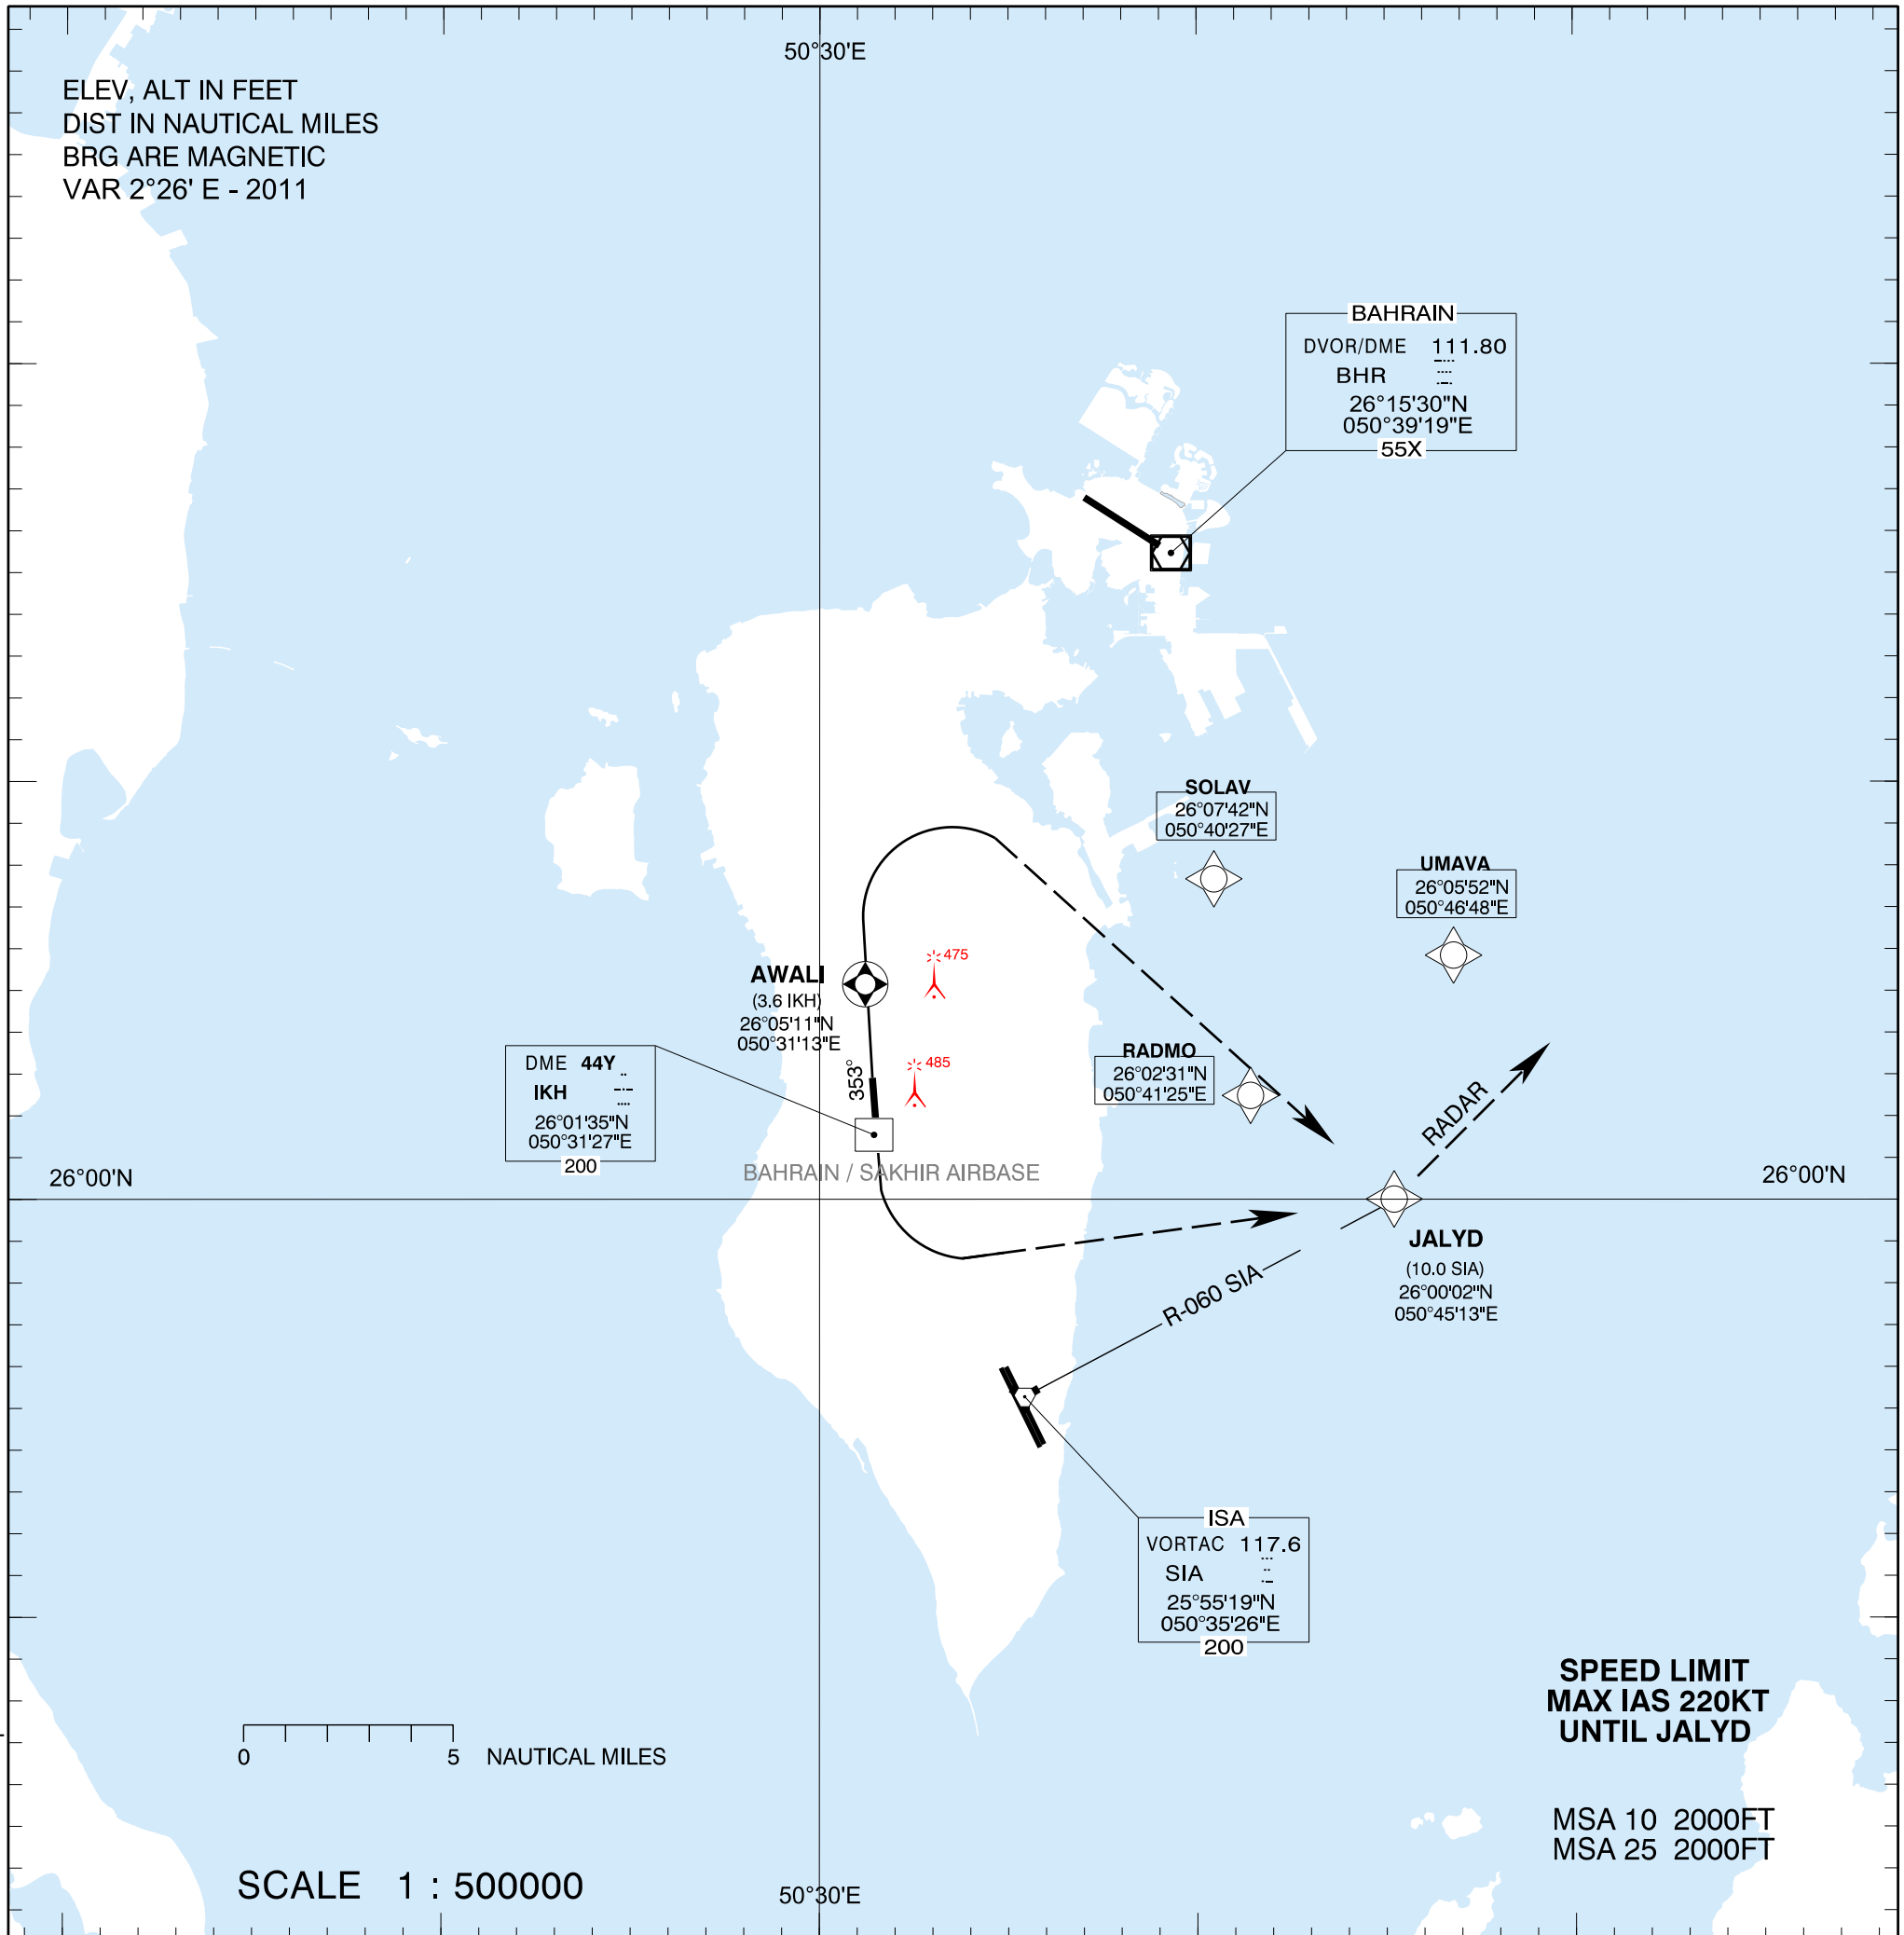 50°30'E
ELEV, ALT IN FEET
DIST IN NAUTICAL MILES
BRG ARE MAGNETIC
VAR 2°26' E - 2011
BAHRAIN
DVOR/DME 111.80
BHR
26°15'30"N
050°39'19"E
55X
SOLAV
26°07'42"N
050°40'27"E
UMAVA
26°05'52"N
050°46'48"E
475
AWALI
(3.6 IKH)
26°05'11"N
050°31'13"E
485
353°
DME 44Y
IKH
26°01'35"N
050°31'27"E
200
RADMO
26°02'31"N
050°41'25"E
RADAR
BAHRAIN / SAKHIR AIRBASE
26°00'N
26°00'N
JALYD
(10.0 SIA)
26°00'02"N
050°45'13"E
R-060 SIA
ISA
VORTAC 117.6
SIA
25°55'19"N
050°35'26"E
200
SPEED LIMIT
MAX IAS 220KT
UNTIL JALYD
0 5 NAUTICAL MILES
MSA 10 2000FT
MSA 25 2000FT
SCALE 1 : 500000
50°30'E